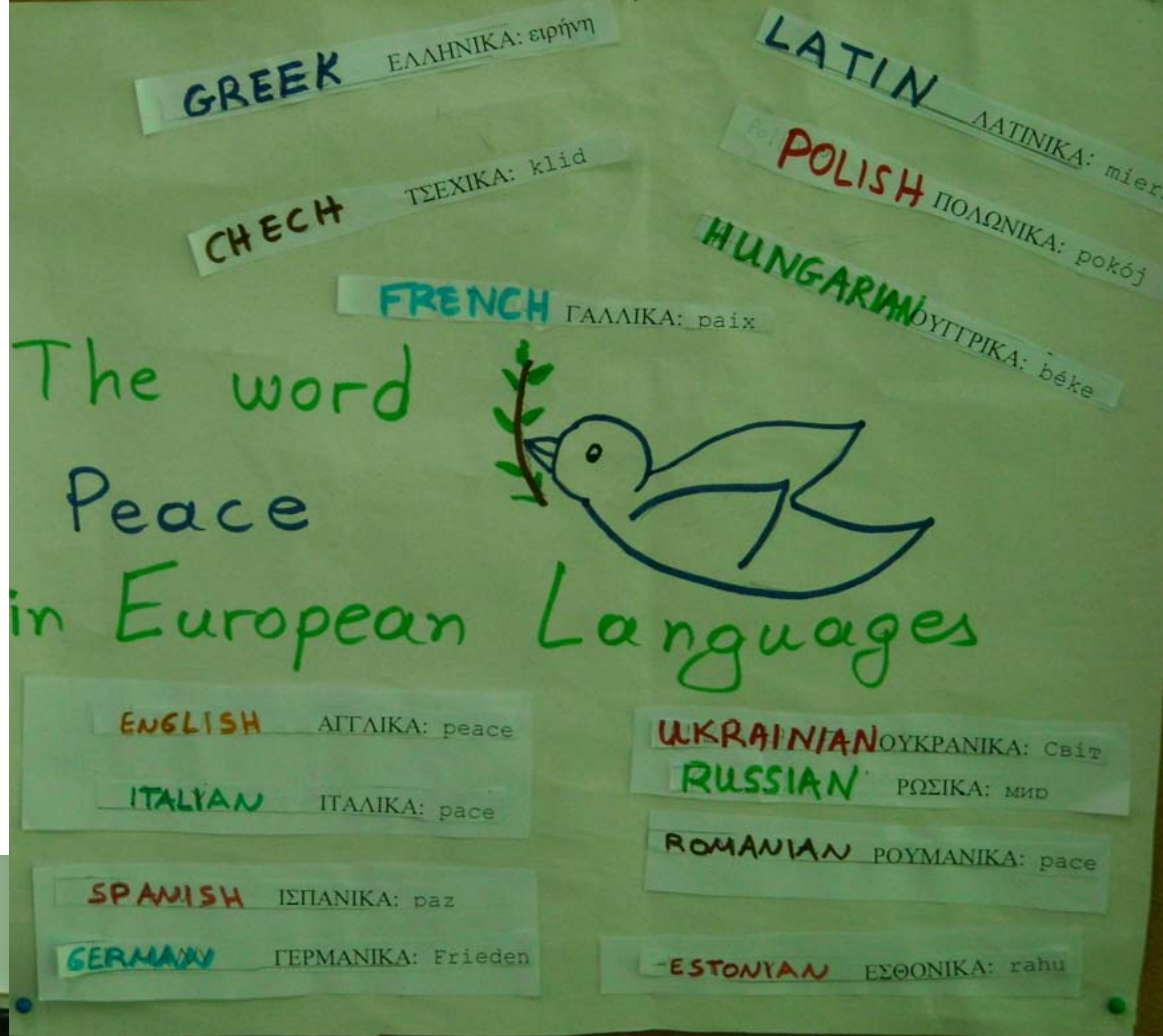 GREEK ΕΛΛΗΝΙΚΑ: ειρήνη
LATIN ΛΑΤΙΝΙΚΑ: mier
CHECH ΤΣΕΧΙΚΑ: klid
POLISH ΠΟΛΩΝΙΚΑ: pokój
HUNGARIAN ΟΥΓΓΡΙΚΑ: béke
FRENCH ΓΑΛΛΙΚΑ: paix
The word
Peace
in European Languages
ENGLISH ΑΓΓΛΙΚΑ: peace
ITALIAN ΙΤΑΛΙΚΑ: pace
SPANISH ΙΣΠΑΝΙΚΑ: paz
GERMAN ΓΕΡΜΑΝΙΚΑ: Frieden
UKRAINIAN ΟΥΚΡΑΝΙΚΑ: Світ
RUSSIAN ΡΩΣΙΚΑ: мир
ROMANIAN ΡΟΥΜΑΝΙΚΑ: pace
ESTONIAN ΕΣΘΟΝΙΚΑ: rahu